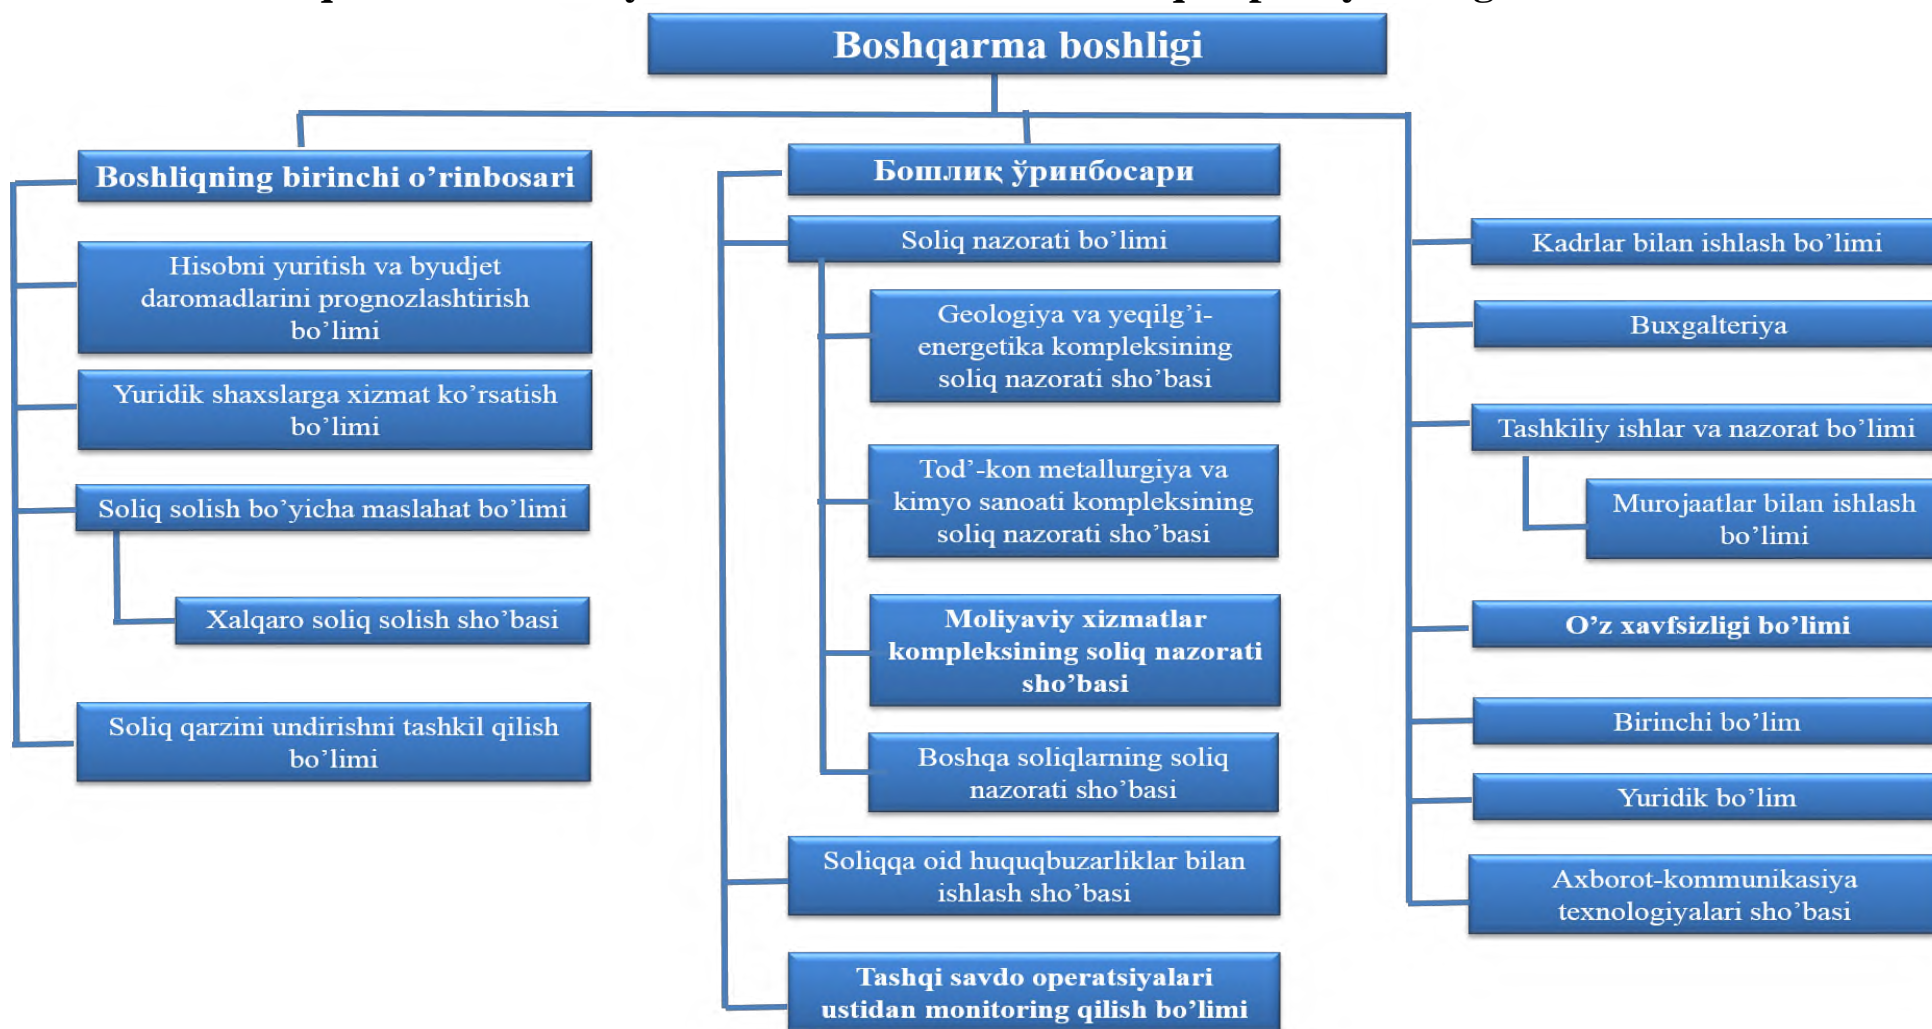 Boshqarma boshligi
Boshliqning birinchi o’rinbosari
Hisobni yuritish va byudjet
daromadlarini prognozlashtirish
bo’limi
Yuridik shaxslarga xizmat ko’rsatish
bo’limi
Soliq solish bo’yicha maslahat bo’limi
Xalqaro soliq solish sho’basi
Soliq qarzini undirishni tashkil qilish
bo’limi
Бошлиқ ўринбосари
Soliq nazorati bo’limi
Geologiya va yeqilg’i-
energetika kompleksining
soliq nazorati sho’basi
Tod’-kon metallurgiya va
kimyo sanoati kompleksining
soliq nazorati sho’basi
Moliyaviy xizmatlar
kompleksining soliq nazorati
sho’basi
Boshqa soliqlarning soliq
nazorati sho’basi
Soliqqa oid huquqbuzarliklar bilan
ishlash sho’basi
Tashqi savdo operatsiyalari
ustidan monitoring qilish bo’limi
Kadrlar bilan ishlash bo’limi
Buxgalteriya
Tashkiliy ishlar va nazorat bo’limi
Murojaatlar bilan ishlash
bo’limi
O’z xavfsizligi bo’limi
Birinchi bo’lim
Yuridik bo’lim
Axborot-kommunikasiya
texnologiyalari sho’basi